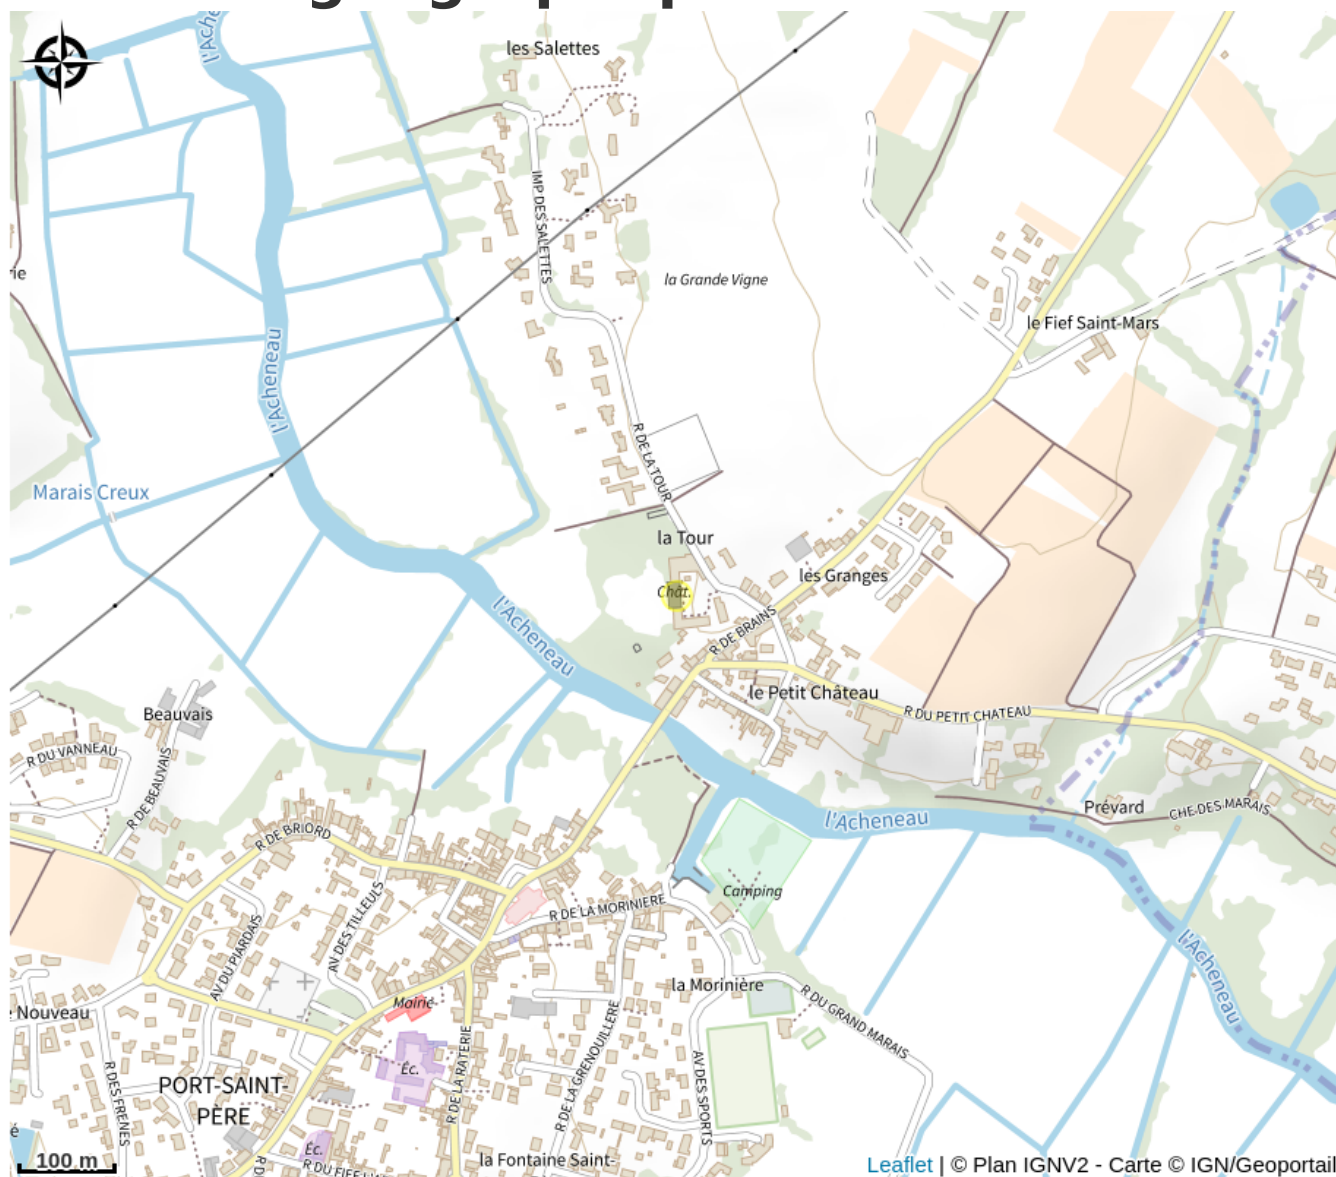 l'Ache
les Salettes
IMP DES SALETTES
la Grande Vigne
rie
le Fief Saint-Mars
l'Acheneau
R DE LA TOUR
Marais Creux
la Tour
les Granges
Chât.
l'Acheneau
R DE BRAINS
le Petit Château
Beauvais
R DU PETIT CHATEAU
R DU VANNEAU
R DE BEAUVAIS
Prévard
CHE DES MARAIS
l'Acheneau
R DE BRIORD
Camping
R DE LA MORINIERE
AV DES TILLEULS
AV DU PIARDAIS
l'Acheneau
la Morinière
Mairie
R DU GRAND MARAIS
Nouveau
R DE LA GRENOUILLERE
R DE LA RATERIE
Éc.
AV DES SPORTS
R DES FRENES
PORT-SAINT-
PÈRE
é
Éc.
la Fontaine Saint-
100 m
Leaflet | © Plan IGNV2 - Carte © IGN/Geoportail